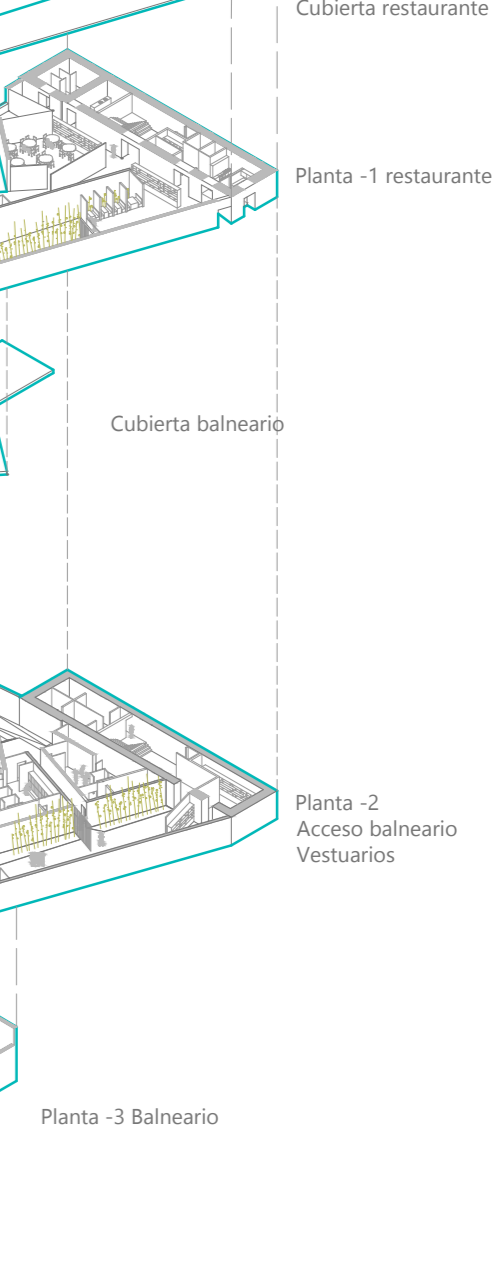 Cubierta restaurante
Planta -1 restaurante
Cubierta balneario
Planta -2
Acceso balneario
Vestuarios
Planta -3 Balneario